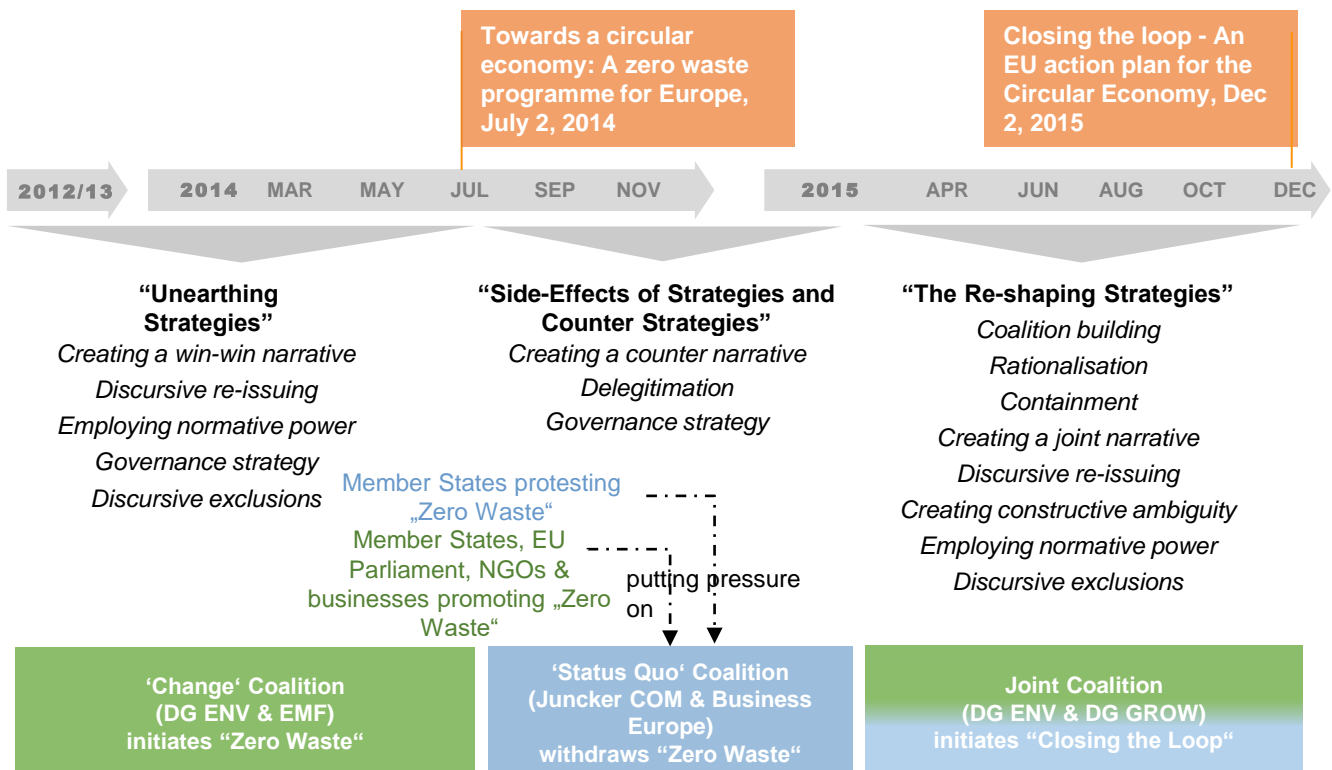 Towards a circular
economy: A zero waste
programme for Europe,
July 2, 2014
Closing the loop - An
EU action plan for the
Circular Economy, Dec
2, 2015
2012/13
2014 MAR MAY JUL SEP NOV
2015 APR JUN AUG OCT DEC
“Unearthing
Strategies”
Creating a win-win narrative
Discursive re-issuing
Employing normative power
Governance strategy
Discursive exclusions
“Side-Effects of Strategies and
Counter Strategies”
Creating a counter narrative
Delegitimation
Governance strategy
“The Re-shaping Strategies”
Coalition building
Rationalisation
Containment
Creating a joint narrative
Discursive re-issuing
Creating constructive ambiguity
Employing normative power
Discursive exclusions
Member States protesting
„Zero Waste“
Member States, EU
Parliament, NGOs &
businesses promoting „Zero
Waste“
putting pressure
on
‘Change‘ Coalition
(DG ENV & EMF)
initiates “Zero Waste“
‘Status Quo‘ Coalition
(Juncker COM & Business
Europe)
withdraws “Zero Waste“
Joint Coalition
(DG ENV & DG GROW)
initiates “Closing the Loop“